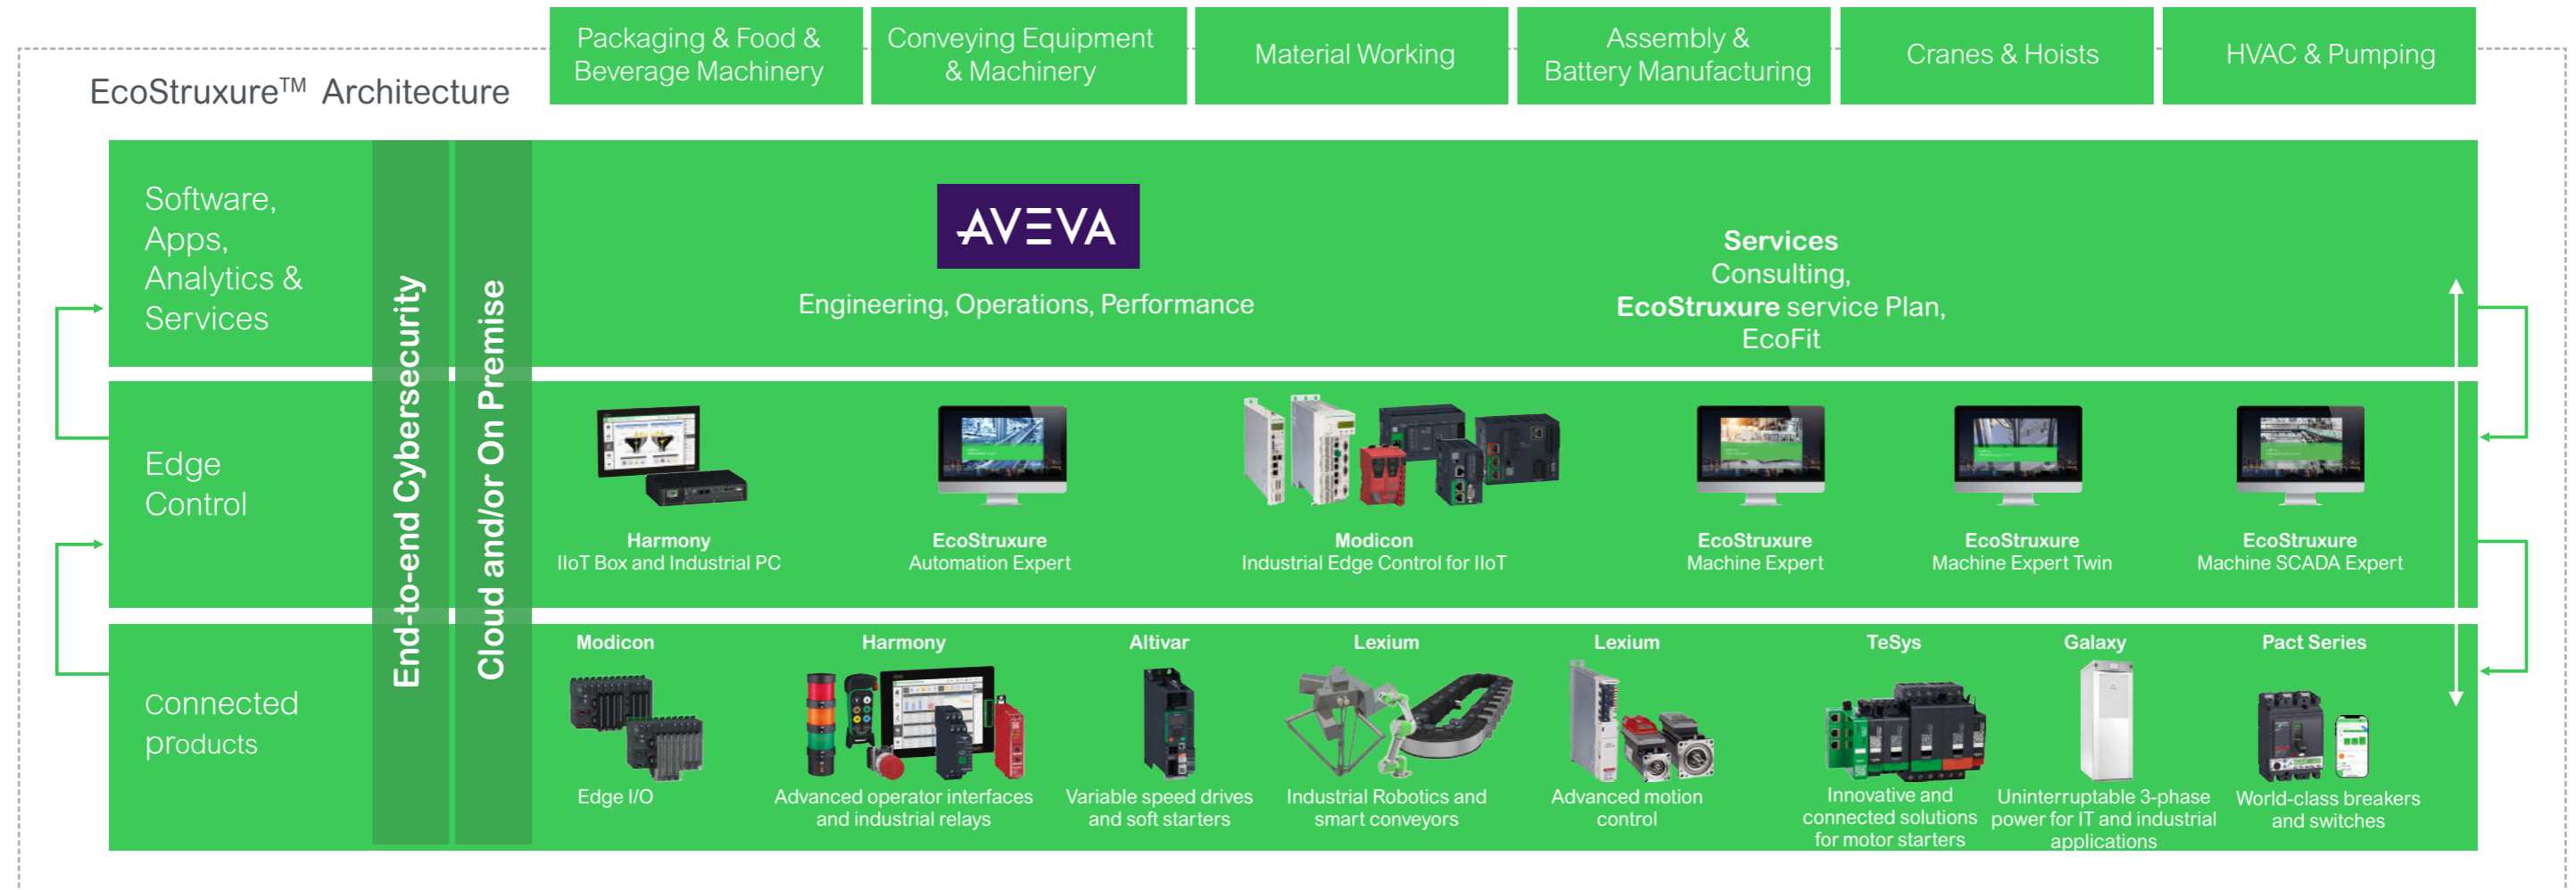 Packaging & Food &
Beverage Machinery
Conveying Equipment
& Machinery
Material Working
Assembly &
Battery Manufacturing
Cranes & Hoists
HVAC & Pumping
EcoStruxure™ Architecture
Software,
Apps,
Analytics &
Services
End-to-end Cybersecurity
Cloud and/or On Premise
AVEVA
Engineering, Operations, Performance
Services
Consulting,
EcoStruxure service Plan,
EcoFit
Edge
Control
Harmony
IIoT Box and Industrial PC
EcoStruxure
Automation Expert
Modicon
Industrial Edge Control for IIoT
EcoStruxure
Machine Expert
EcoStruxure
Machine Expert Twin
EcoStruxure
Machine SCADA Expert
Connected
products
Modicon
Edge I/O
Harmony
Advanced operator interfaces
and industrial relays
Altivar
Variable speed drives
and soft starters
Lexium
Industrial Robotics and
smart conveyors
Lexium
Advanced motion
control
TeSys
Innovative and
connected solutions
for motor starters
Galaxy
Uninterruptable 3-phase
power for IT and industrial
applications
Pact Series
World-class breakers
and switches